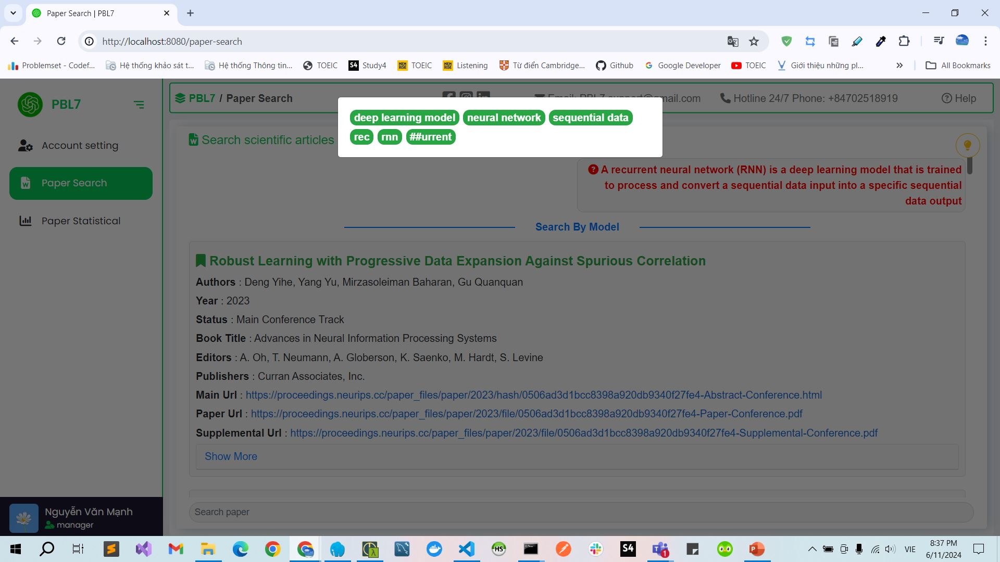 Paper Search | PBL7
http://localhost:8080/paper-search
Problemset - Codef... Hệ thống khảo sát t... Hệ thống Thông tin... TOEIC S4 Study4 MEM RISE TOEIC MEM RISE Listening Từ điển Cambridge... Github Google Developer TOEIC Giới thiệu những pl... All Bookmarks
PBL7
Account setting
Paper Search
Paper Statistical
Nguyễn Văn Mạnh
manager
PBL7 / Paper Search Email: PBL7.support@gmail.com Hotline 24/7 Phone: +84702518919 Help
deep learning model neural network sequential data
rec rnn ##urrent
Search scientific articles
A recurrent neural network (RNN) is a deep learning model that is trained
to process and convert a sequential data input into a specific sequential
data output
Search By Model
Robust Learning with Progressive Data Expansion Against Spurious Correlation
Authors : Deng Yihe, Yang Yu, Mirzasoleiman Baharan, Gu Quanquan
Year : 2023
Status : Main Conference Track
Book Title : Advances in Neural Information Processing Systems
Editors : A. Oh, T. Neumann, A. Globerson, K. Saenko, M. Hardt, S. Levine
Publishers : Curran Associates, Inc.
Main Url : https://proceedings.neurips.cc/paper_files/paper/2023/hash/0506ad3d1bcc8398a920db9340f27fe4-Abstract-Conference.html
Paper Url : https://proceedings.neurips.cc/paper_files/paper/2023/file/0506ad3d1bcc8398a920db9340f27fe4-Paper-Conference.pdf
Supplemental Url : https://proceedings.neurips.cc/paper_files/paper/2023/file/0506ad3d1bcc8398a920db9340f27fe4-Supplemental-Conference.pdf
Show More
Search paper
HS S4 1 VIE 8:37 PM
6/11/2024